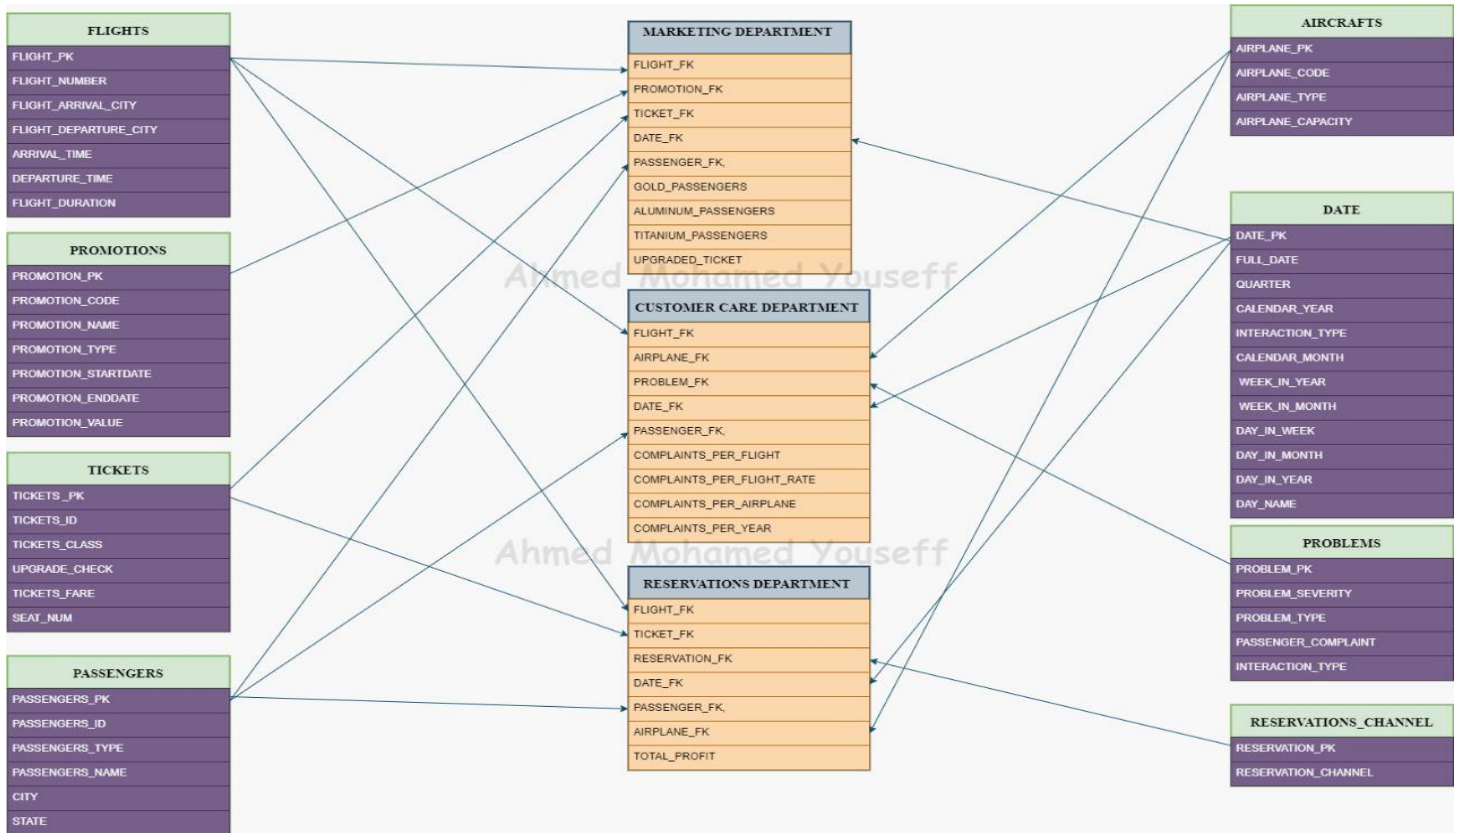 FLIGHTS
FLIGHT_PK
FLIGHT_NUMBER
FLIGHT_ARRIVAL_CITY
FLIGHT_DEPARTURE_CITY
ARRIVAL_TIME
DEPARTURE_TIME
FLIGHT_DURATION
PROMOTIONS
PROMOTION_PK
PROMOTION_CODE
PROMOTION_NAME
PROMOTION_TYPE
PROMOTION_STARTDATE
PROMOTION_ENDDATE
PROMOTION_VALUE
TICKETS
TICKETS _PK
TICKETS_ID
TICKETS_CLASS
UPGRADE_CHECK
TICKETS_FARE
SEAT_NUM
PASSENGERS
PASSENGERS_PK
PASSENGERS_ID
PASSENGERS_TYPE
PASSENGERS_NAME
CITY
STATE
MARKETING DEPARTMENT
FLIGHT_FK
PROMOTION_FK
TICKET_FK
DATE_FK
PASSENGER_FK,
GOLD_PASSENGERS
ALUMINUM_PASSENGERS
TITANIUM_PASSENGERS
UPGRADED_TICKET
Ahmed Mohamed Youseff
CUSTOMER CARE DEPARTMENT
FLIGHT_FK
AIRPLANE_FK
PROBLEM_FK
DATE_FK
PASSENGER_FK,
COMPLAINTS_PER_FLIGHT
COMPLAINTS_PER_FLIGHT_RATE
COMPLAINTS_PER_AIRPLANE
COMPLAINTS_PER_YEAR
Ahmed Mohamed Youseff
RESERVATIONS DEPARTMENT
FLIGHT_FK
TICKET_FK
RESERVATION_FK
DATE_FK
PASSENGER_FK,
AIRPLANE_FK
TOTAL_PROFIT
AIRCRAFTS
AIRPLANE_PK
AIRPLANE_CODE
AIRPLANE_TYPE
AIRPLANE_CAPACITY
DATE
DATE_PK
FULL_DATE
QUARTER
CALENDAR_YEAR
INTERACTION_TYPE
CALENDAR_MONTH
WEEK_IN_YEAR
WEEK_IN_MONTH
DAY_IN_WEEK
DAY_IN_MONTH
DAY_IN_YEAR
DAY_NAME
PROBLEMS
PROBLEM_PK
PROBLEM_SEVERITY
PROBLEM_TYPE
PASSENGER_COMPLAINT
INTERACTION_TYPE
RESERVATIONS_CHANNEL
RESERVATION_PK
RESERVATION_CHANNEL